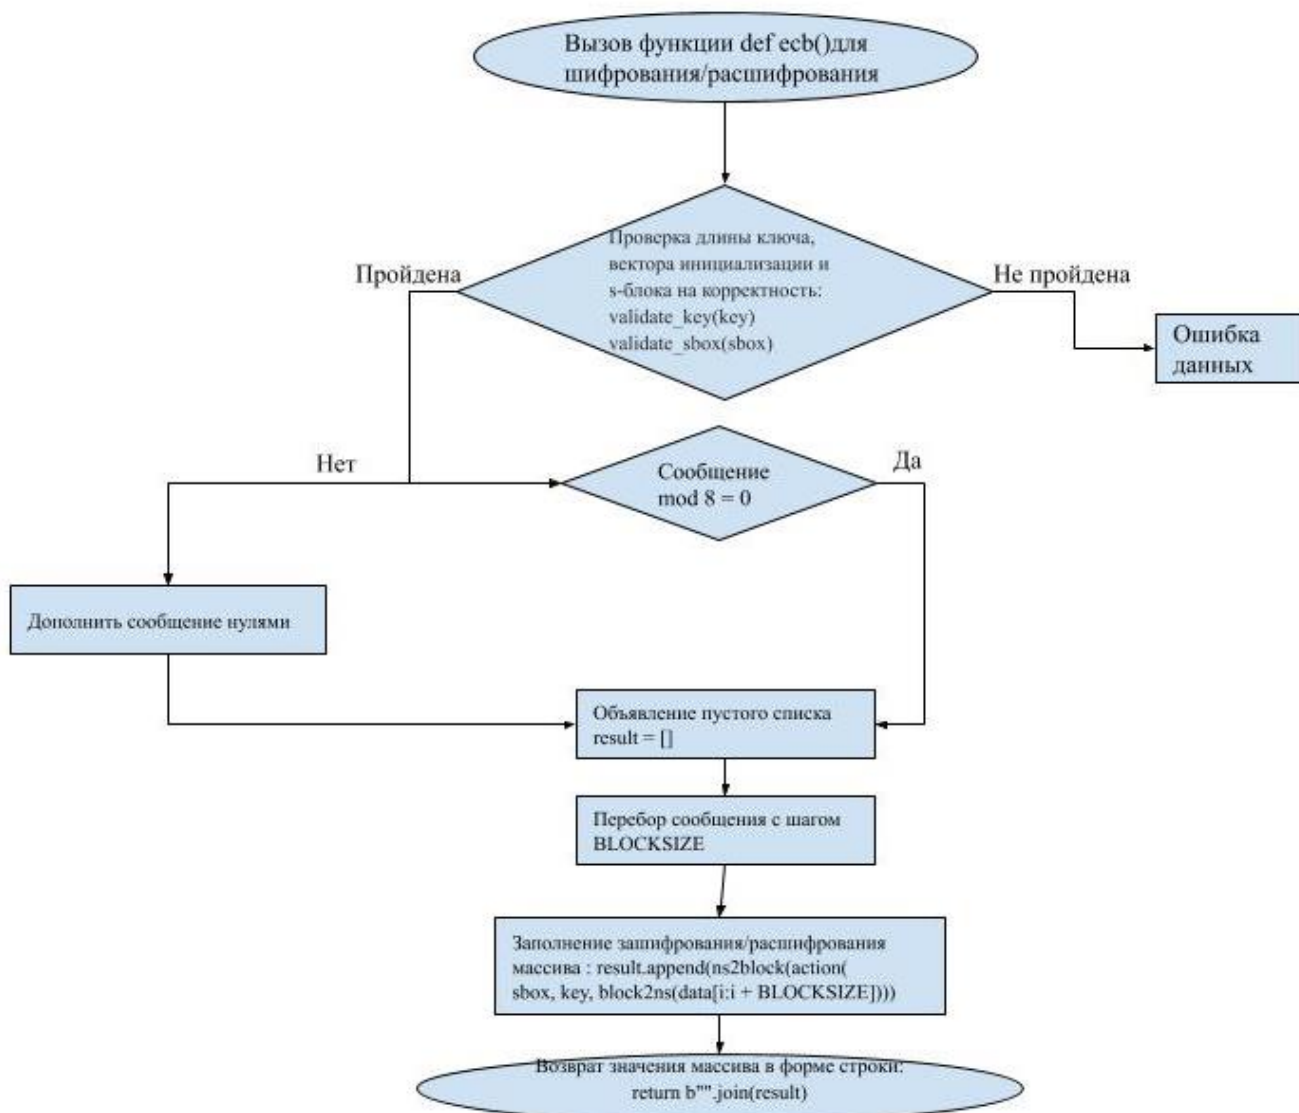 Вызов функции def ecb()для
шифрования/расшифрования
Проверка длины ключа,
вектора инициализации и
s-блока на корректность:
validate_key(key)
validate_sbox(sbox)
Пройдена
Не пройдена
Ошибка
данных
Нет
Сообщение
mod 8 = 0
Да
Дополнить сообщение нулями
Объявление пустого списка
result = []
Перебор сообщения с шагом
BLOCKSIZE
Заполнение зашифрования/расшифрования
массива : result.append(ns2block(action(
sbox, key, block2ns(data[i:i + BLOCKSIZE])))
Возврат значения массива в форме строки:
return b"".join(result)